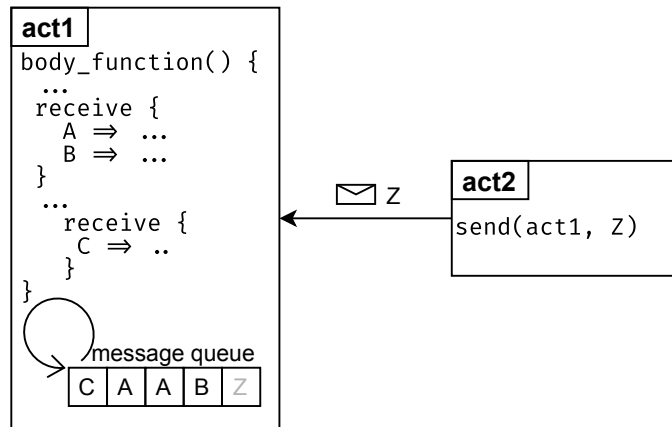 act1
body_function() {
...
receive {
A ⇒ ...
B ⇒ ...
}
...
receive {
C ⇒ ..
}
}
message queue
C A A B Z
Z
act2
send(act1, Z)